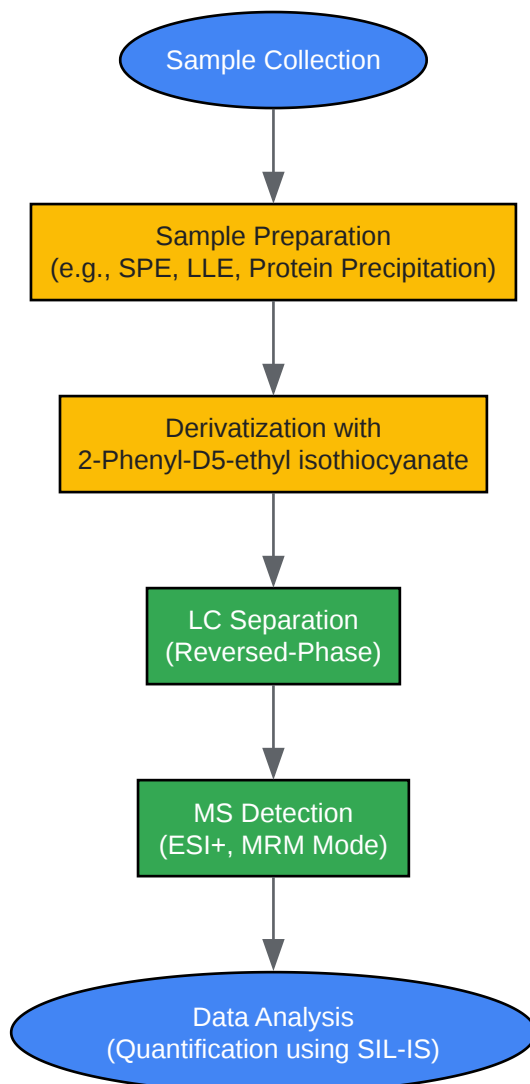 Sample Collection
Sample Preparation
(e.g., SPE, LLE, Protein Precipitation)
Derivatization with
2-Phenyl-D5-ethyl isothiocyanate
LC Separation
(Reversed-Phase)
MS Detection
(ESI+, MRM Mode)
Data Analysis
(Quantification using SIL-IS)